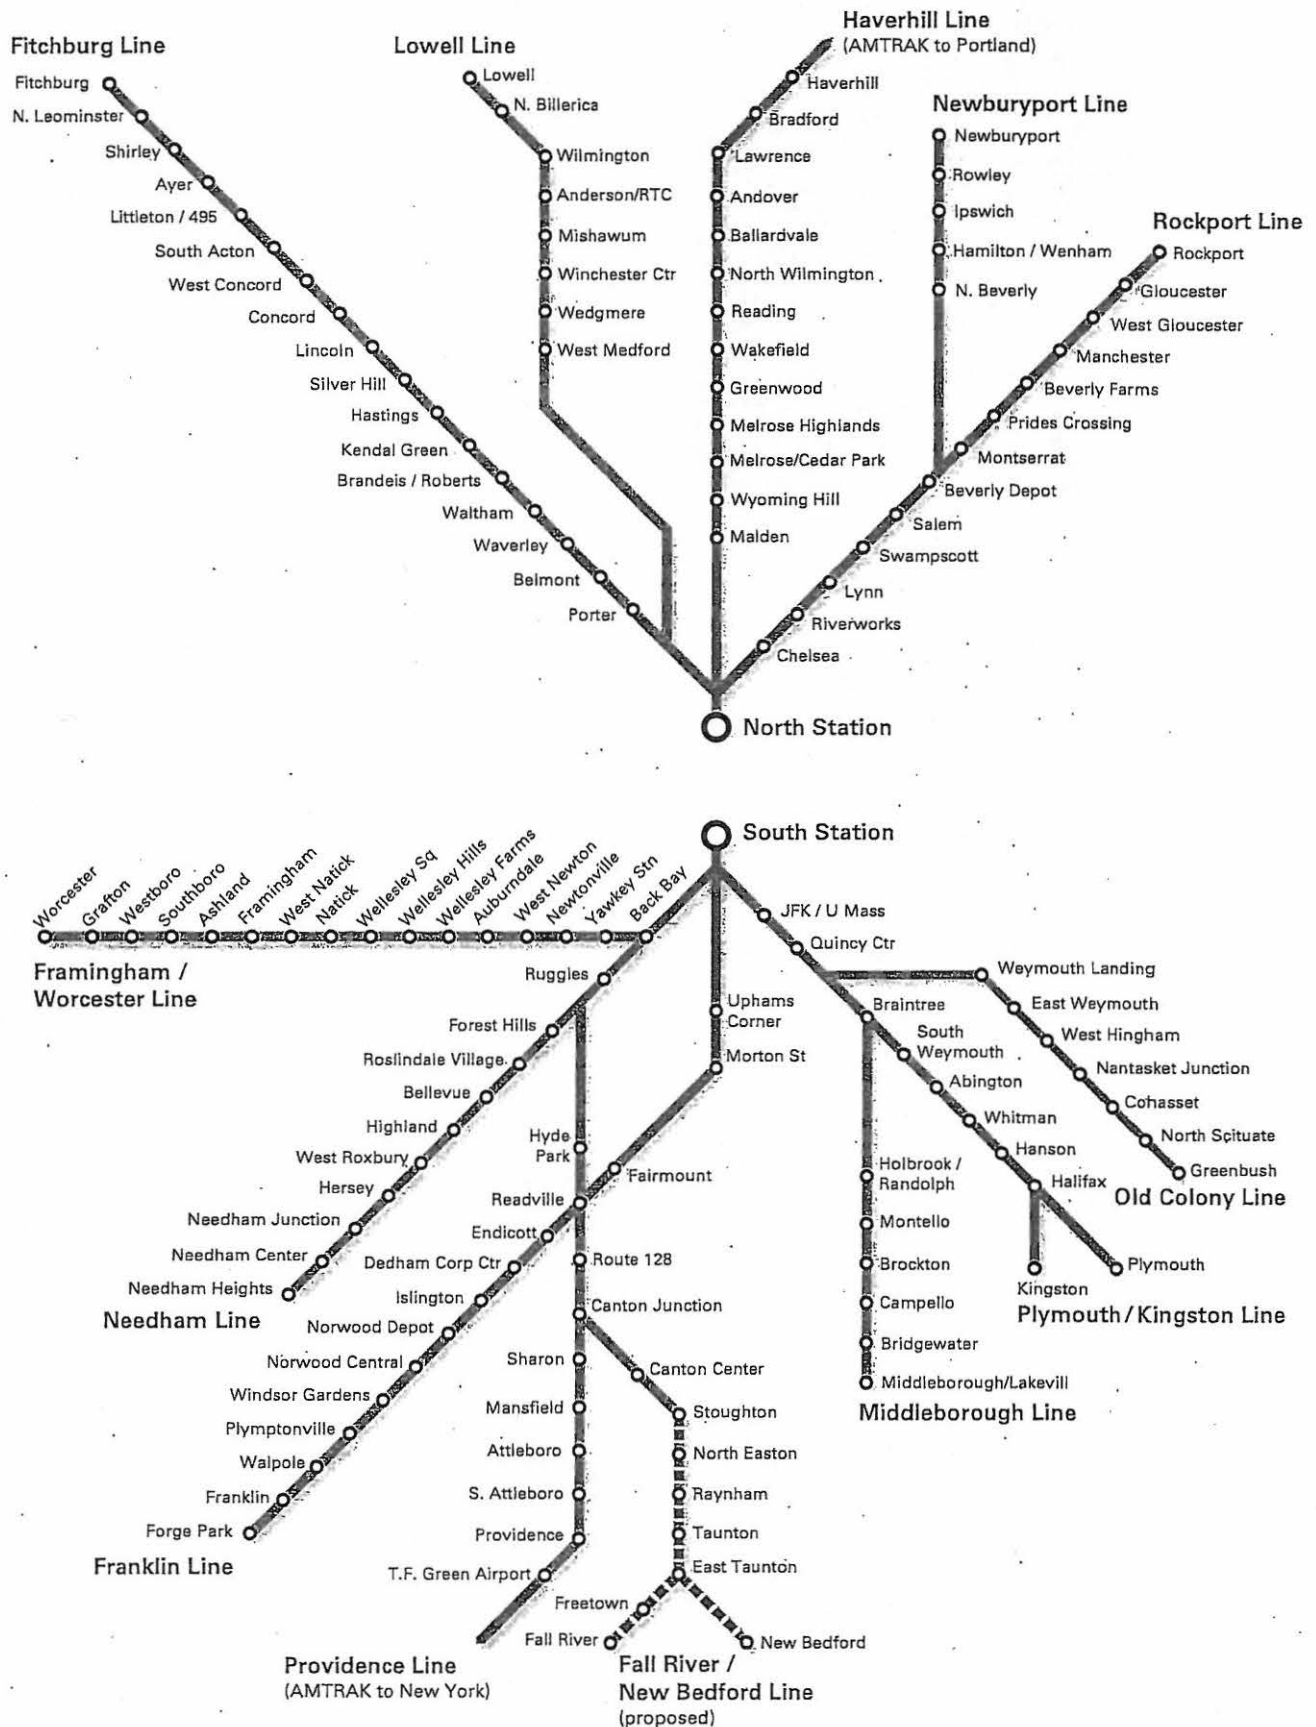 Fitchburg Line
Fitchburg
N. Leominster
Shirley
Ayer
Littleton / 495
South Acton
West Concord
Concord
Lincoln
Silver Hill
Hastings
Kendal Green
Brandeis / Roberts
Waltham
Waverley
Belmont
Porter
Lowell Line
Lowell
N. Billerica
Wilmington
Anderson/RTC
Mishawum
Winchester Ctr
Wedgmere
West Medford
Haverhill Line
(AMTRAK to Portland)
Haverhill
Bradford
Lawrence
Andover
Ballardvale
North Wilmington
Reading
Wakefield
Greenwood
Melrose Highlands
Melrose/Cedar Park
Wyoming Hill
Malden
Newburyport Line
Newburyport
Rowley
Ipswich
Hamilton / Wenham
N. Beverly
Rockport Line
Rockport
Gloucester
West Gloucester
Manchester
Beverly Farms
Prides Crossing
Montserrat
Beverly Depot
Salem
Swampscott
Lynn
Riverworks
Chelsea
North Station
South Station
Worcester
Grafton
Westboro
Southboro
Ashland
Framingham
West Natick
Natick
Wellesley Sq
Wellesley Hills
Wellesley Farms
Auburndale
West Newton
Newtonville
Yawkey Stn
Back Bay
Framingham /
Worcester Line
Ruggles
Forest Hills
Roslindale Village
Bellevue
Highland
West Roxbury
Hersey
Needham Junction
Needham Center
Needham Heights
Needham Line
Hyde
Park
Readville
Endicott
Dedham Corp Ctr
Islington
Norwood Depot
Norwood Central
Windsor Gardens
Plymptonville
Walpole
Franklin
Forge Park
Franklin Line
Uphams
Corner
Morton St
Fairmount
Route 128
Canton Junction
Sharon
Mansfield
Attleboro
S. Attleboro
Providence
T.F. Green Airport
Providence Line
(AMTRAK to New York)
Canton Center
Stoughton
North Easton
Raynham
Taunton
East Taunton
Freetown
Fall River
New Bedford
Fall River /
New Bedford Line
(proposed)
JFK / U Mass
Quincy Ctr
Braintree
South
Weymouth
Abington
Whitman
Hanson
Halifax
Kingston
Plymouth
Plymouth / Kingston Line
Holbrook /
Randolph
Montello
Brockton
Campello
Bridgewater
Middleborough/Lakevill
Middleborough Line
Weymouth Landing
East Weymouth
West Hingham
Nantasket Junction
Cohasset
North Scituate
Greenbush
Old Colony Line